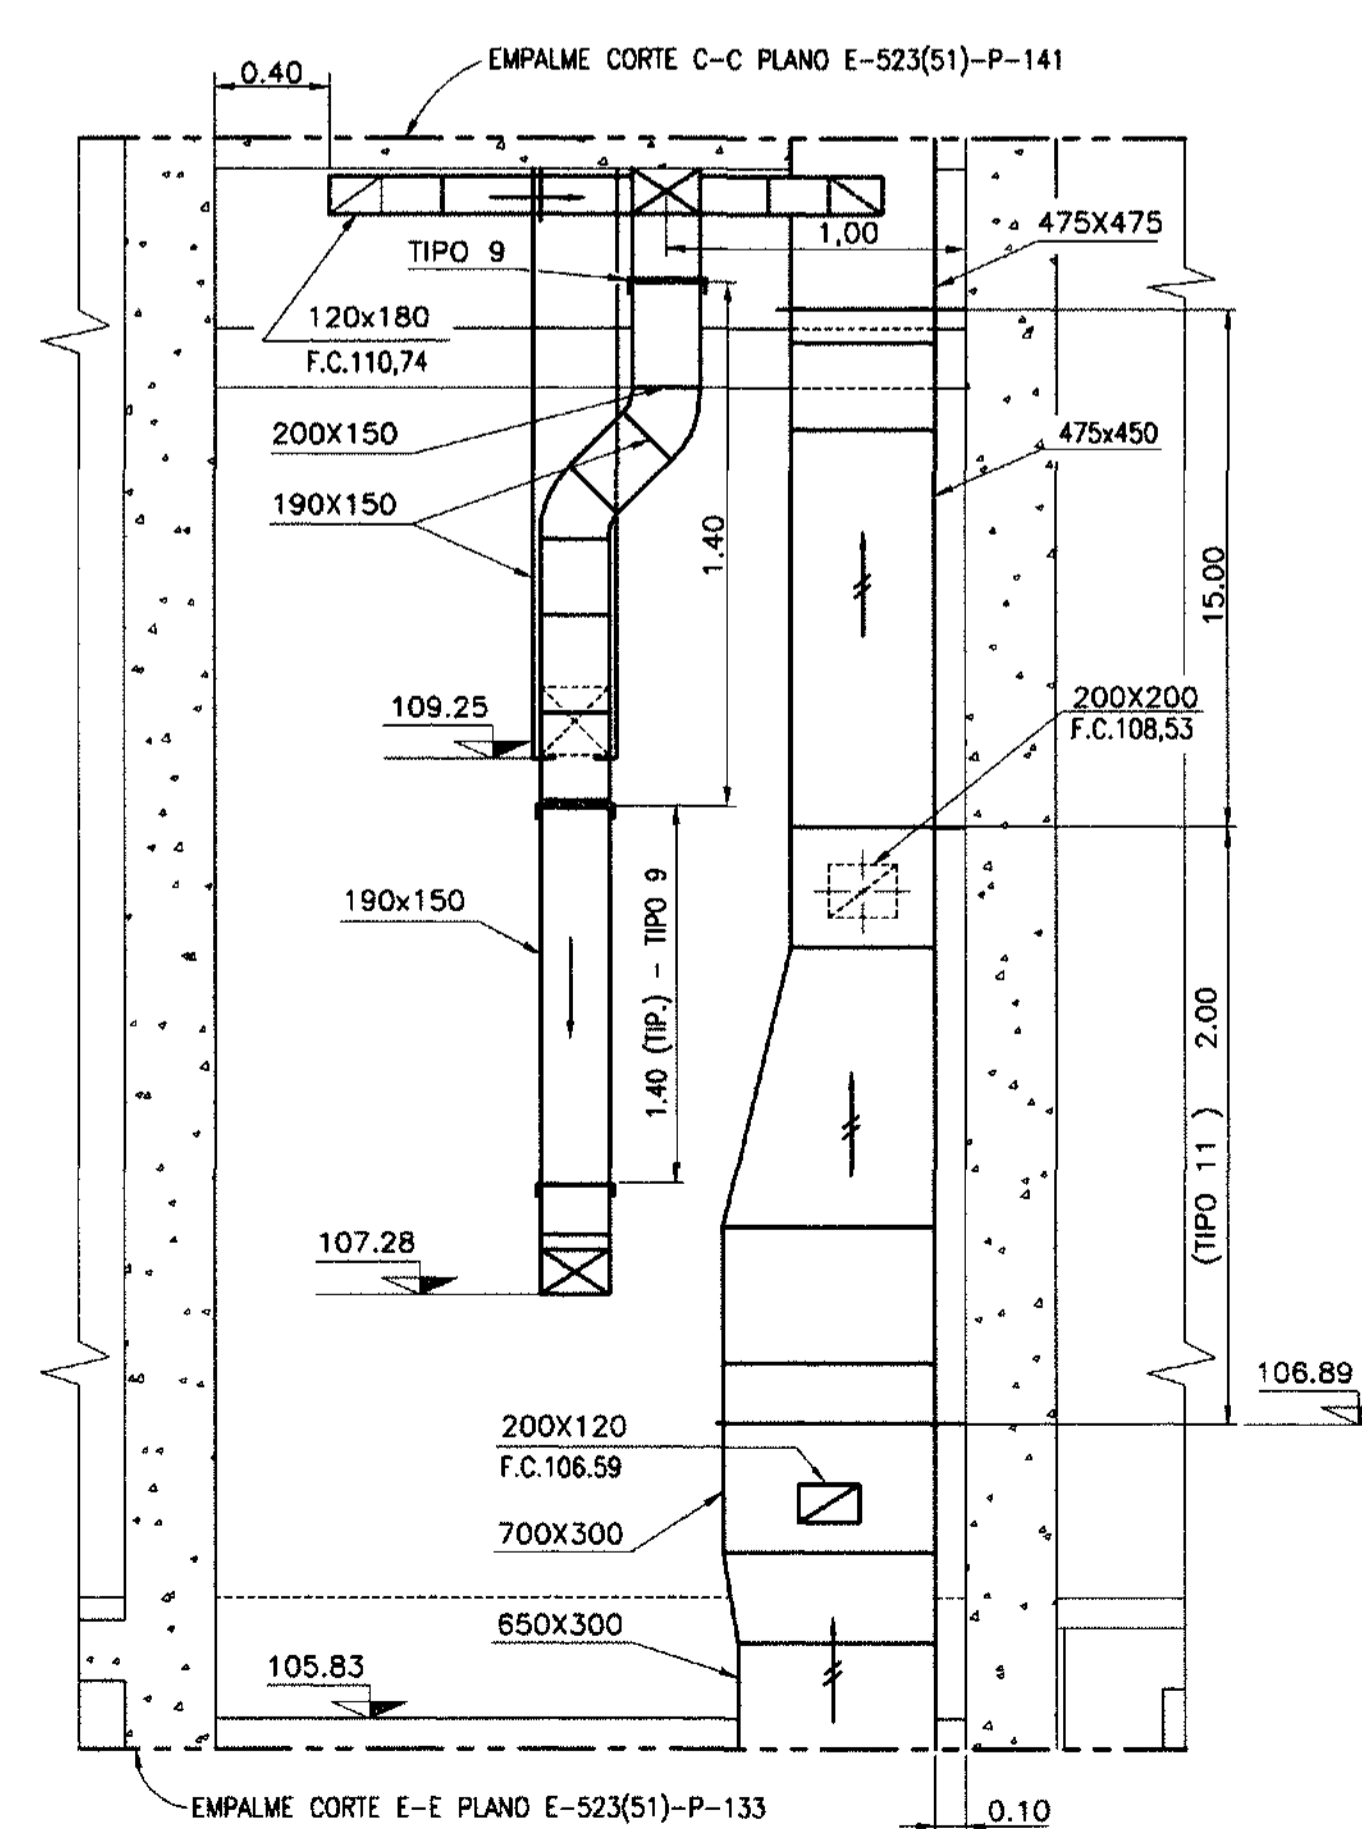 EMPALME CORTE C-C PLANO E-523(51)-P-141
0.40
475X475
1,00
TIPO 9
120x180
F.C.110,74
200X150
475x450
190X150
1.40
15.00
109.25
200X200
F.C.108,53
190x150
1.40 (TIP.) - TIPO 9
(TIPO 11 ) 2.00
107.28
106.89
200X120
F.C.106.59
700X300
650X300
105.83
EMPALME CORTE E-E PLANO E-523(51)-P-133
0.10